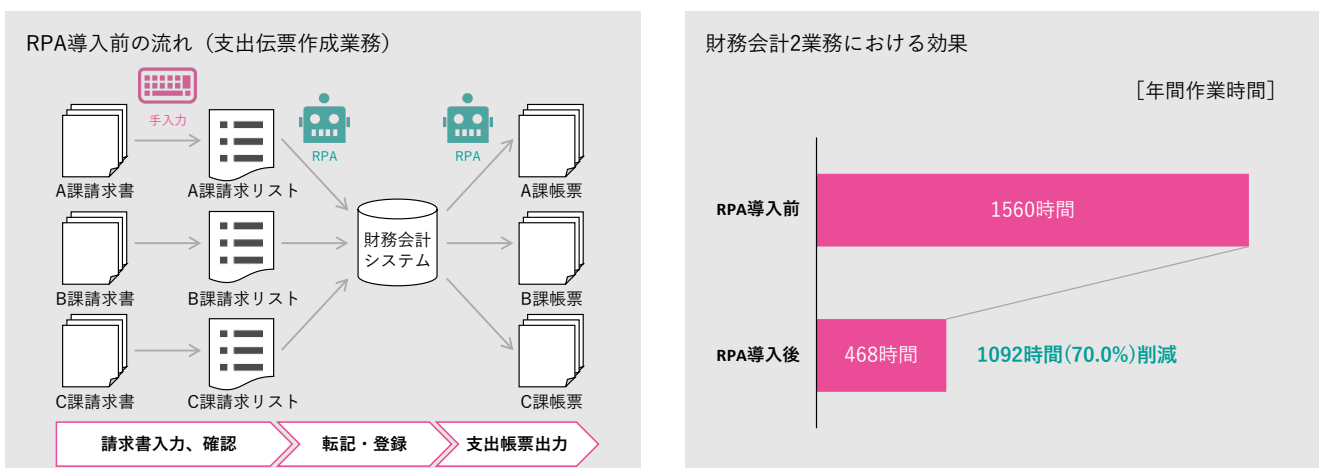 RPA導入前の流れ（支出伝票作成業務）
手入力
RPA
RPA
A課請求書
A課請求リスト
A課帳票
財務会計
システム
B課請求書
B課請求リスト
B課帳票
C課請求書
C課請求リスト
C課帳票
請求書入力、確認
転記・登録
支出帳票出力
財務会計2業務における効果
［年間作業時間］
RPA導入前
1560時間
RPA導入後
468時間
1092時間(70.0%)削減